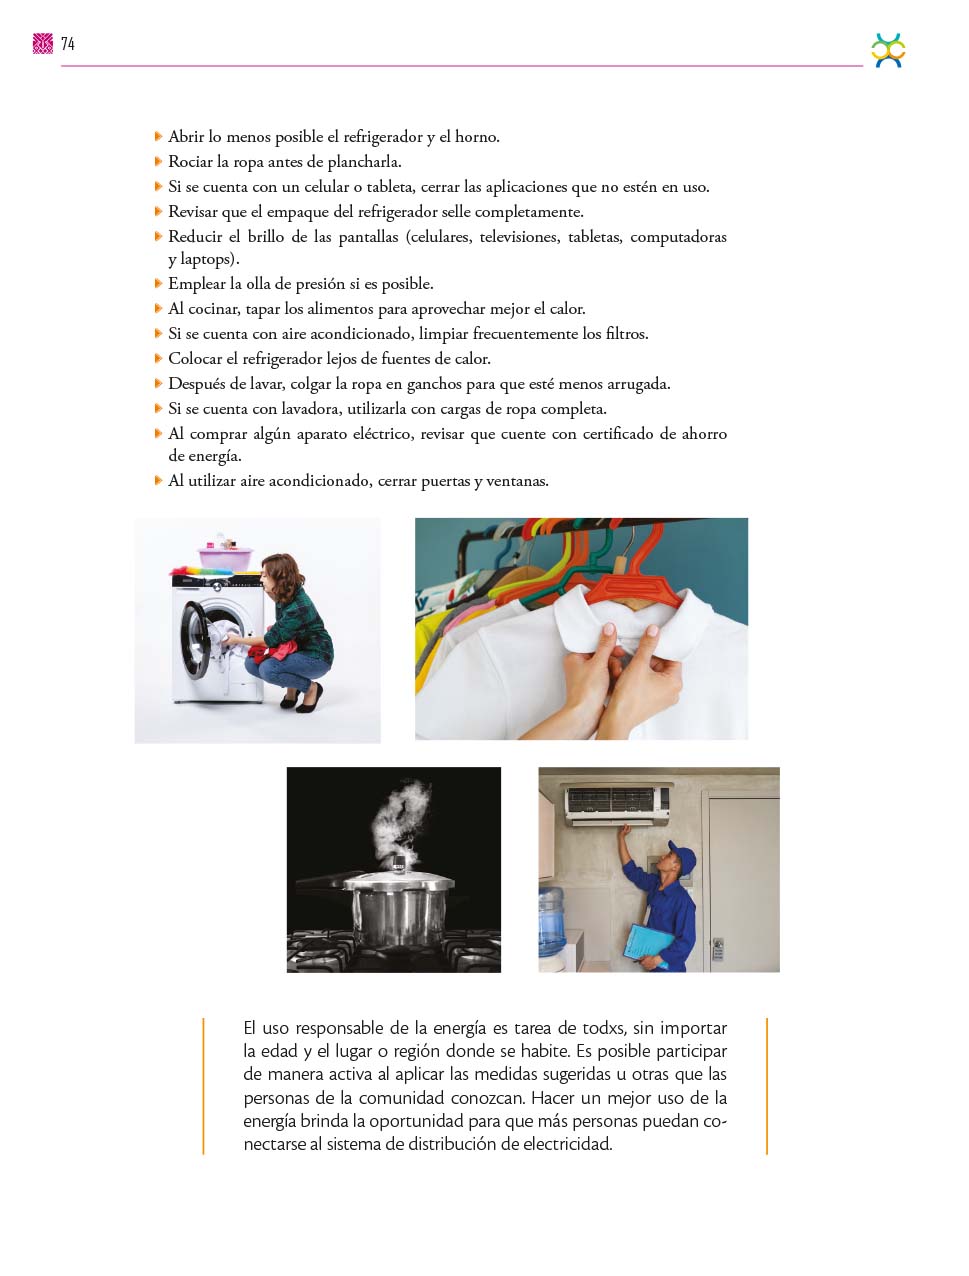 74
Abrir lo menos posible el refrigerador y el horno.
Rociar la ropa antes de plancharla.
Si se cuenta con un celular o tableta, cerrar las aplicaciones que no estén en uso.
Revisar que el empaque del refrigerador selle completamente.
Reducir el brillo de las pantallas (celulares, televisiones, tabletas, computadoras
y laptops).
Emplear la olla de presión si es posible.
Al cocinar, tapar los alimentos para aprovechar mejor el calor.
Si se cuenta con aire acondicionado, limpiar frecuentemente los filtros.
Colocar el refrigerador lejos de fuentes de calor.
Después de lavar, colgar la ropa en ganchos para que esté menos arrugada.
Si se cuenta con lavadora, utilizarla con cargas de ropa completa.
Al comprar algún aparato eléctrico, revisar que cuente con certificado de ahorro
de energía.
Al utilizar aire acondicionado, cerrar puertas y ventanas.
El uso responsable de la energía es tarea de todxs, sin importar
la edad y el lugar o región donde se habite. Es posible participar
de manera activa al aplicar las medidas sugeridas u otras que las
personas de la comunidad conozcan. Hacer un mejor uso de la
energía brinda la oportunidad para que más personas puedan co-
nectarse al sistema de distribución de electricidad.